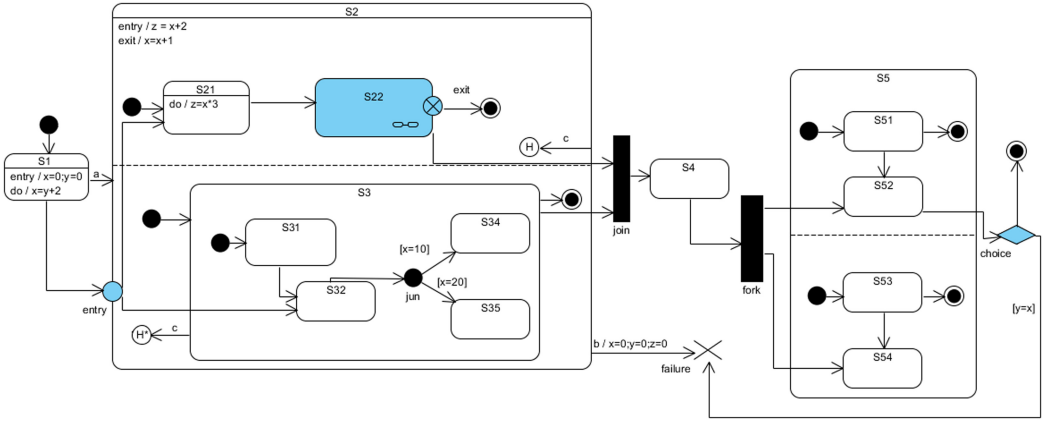 S2
entry / z = x+2
exit / x=x+1
S21
do / z=x*3
S22
exit
H
c
S1
entry / x=0;y=0
do / x=y+2
a
entry
S3
S31
S32
[x=10]
jun
[x=20]
S34
S35
H*
c
b / x=0;y=0;z=0
failure
join
S4
fork
S5
S51
S52
S53
S54
choice
[y=x]